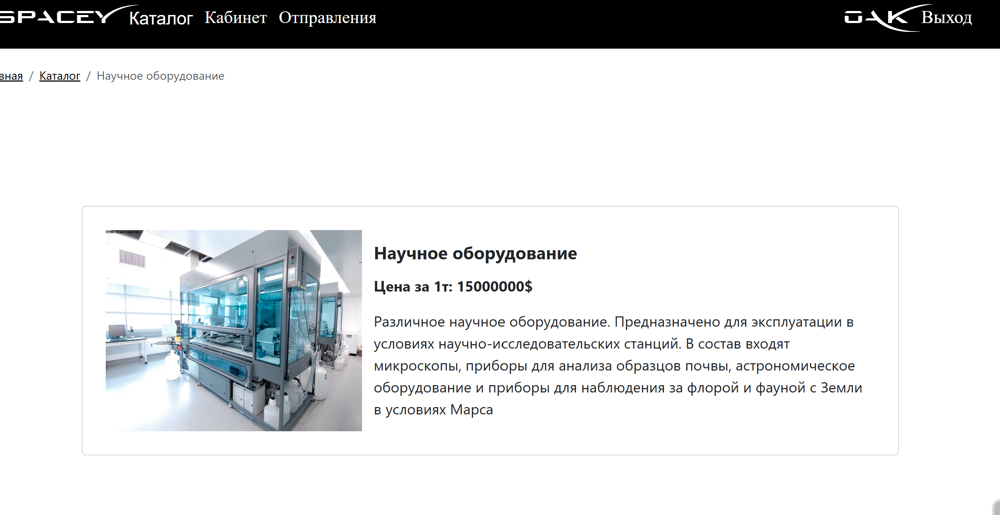 SPACEY Каталог Кабинет Отправления OAK Выход
вная / Каталог / Научное оборудование
©2006 Tecan Schweiz AG
Научное оборудование
Цена за 1т: 15000000$
Различное научное оборудование. Предназначено для эксплуатации в
условиях научно-исследовательских станций. В состав входят
микроскопы, приборы для анализа образцов почвы, астрономическое
оборудование и приборы для наблюдения за флорой и фауной с Земли
в условиях Марса